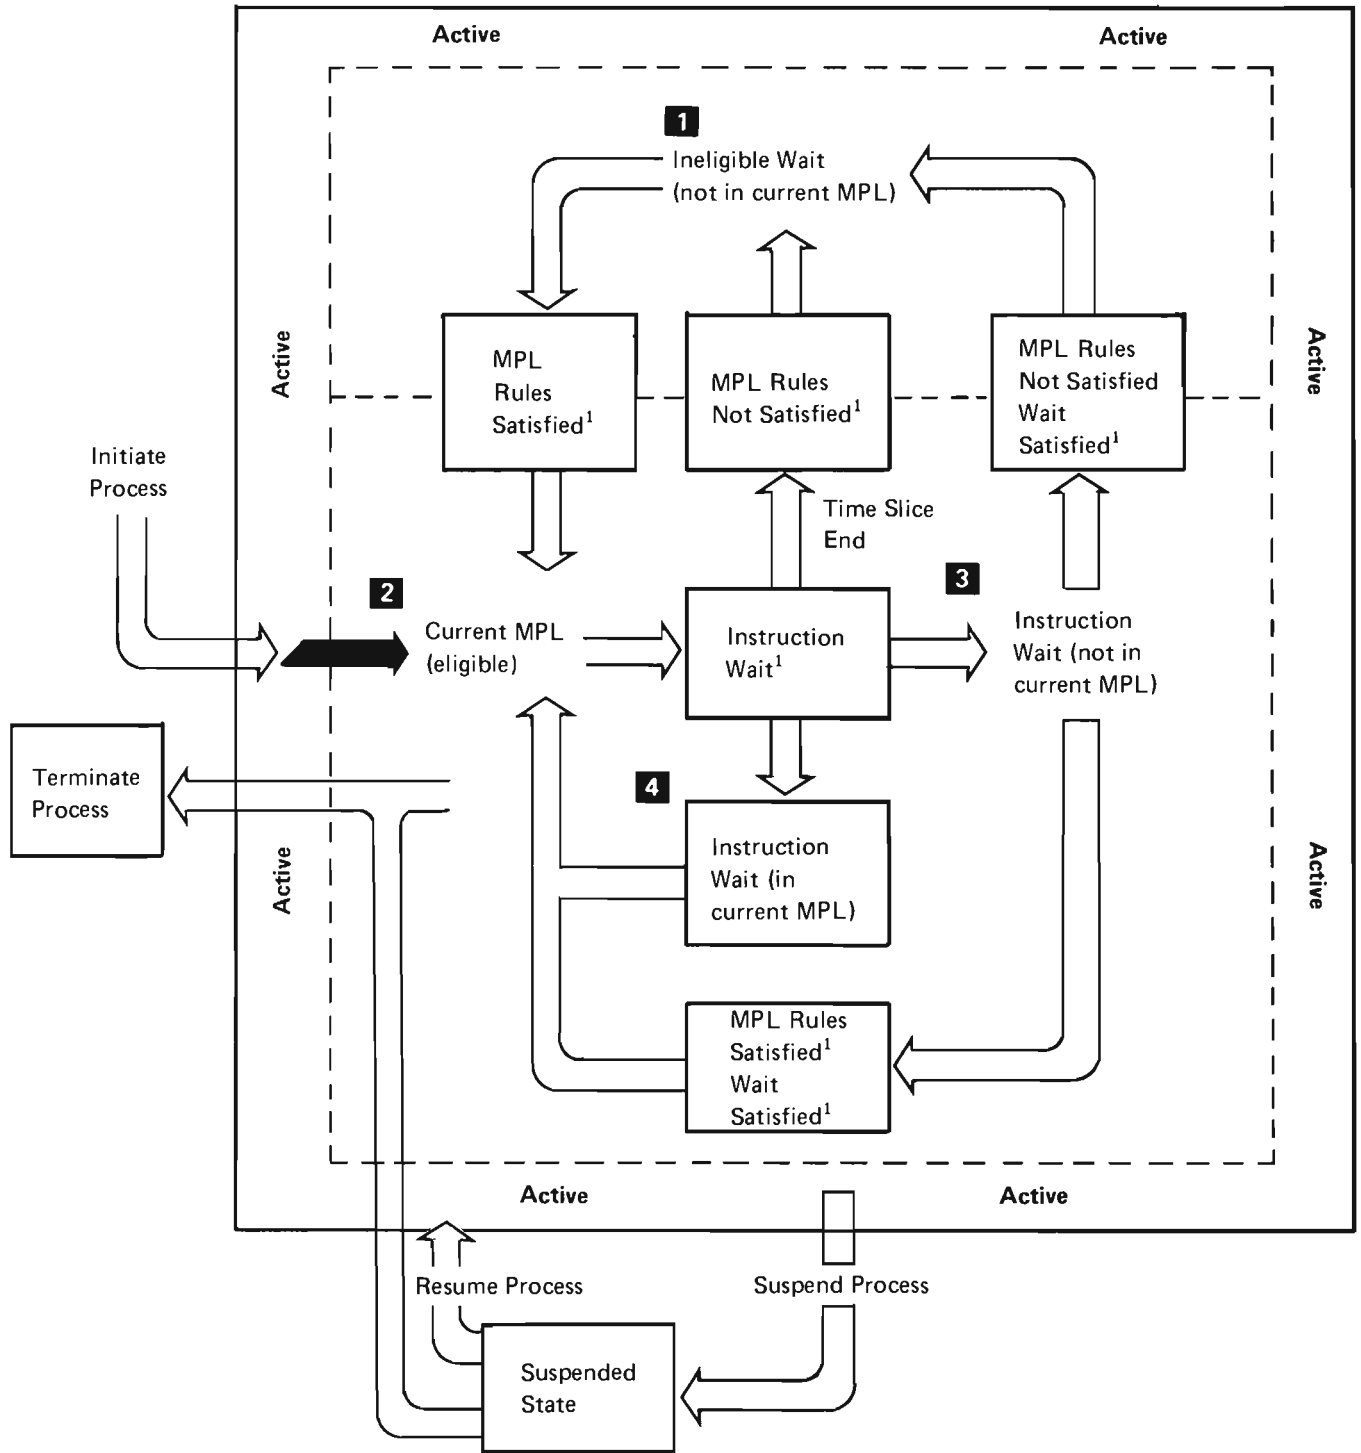 Active
Active
1
Ineligible Wait
(not in current MPL)
MPL
Rules
Satisfied¹
MPL Rules
Not Satisfied¹
MPL Rules
Not Satisfied
Wait
Satisfied¹
Active
Active
Initiate
Process
Time Slice
End
2
Current MPL
(eligible)
Instruction
Wait¹
3
Instruction
Wait (not in
current MPL)
Terminate
Process
4
Instruction
Wait (in
current MPL)
Active
Active
MPL Rules
Satisfied¹
Wait
Satisfied¹
Active
Active
Resume Process
Suspend Process
Suspended
State